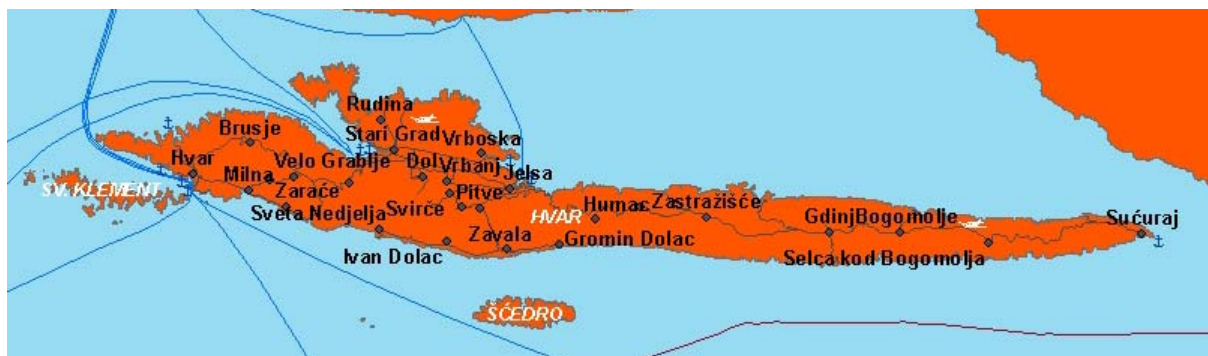 Rudina
Brusje
Stari Grad
Vrboska
Hvar
Velo Grablje
Dol
Vrbanj
Jelsa
SV. KLEMENT
Milna
Zaraće
Pitve
Sveta Nedjelja
Svirče
HVAR
Humac
Zastražišće
Gdinj
Bogomolje
Sućuraj
Zavala
Gromin Dolac
Ivan Dolac
Selca kod Bogomolja
ŠĆEDRO